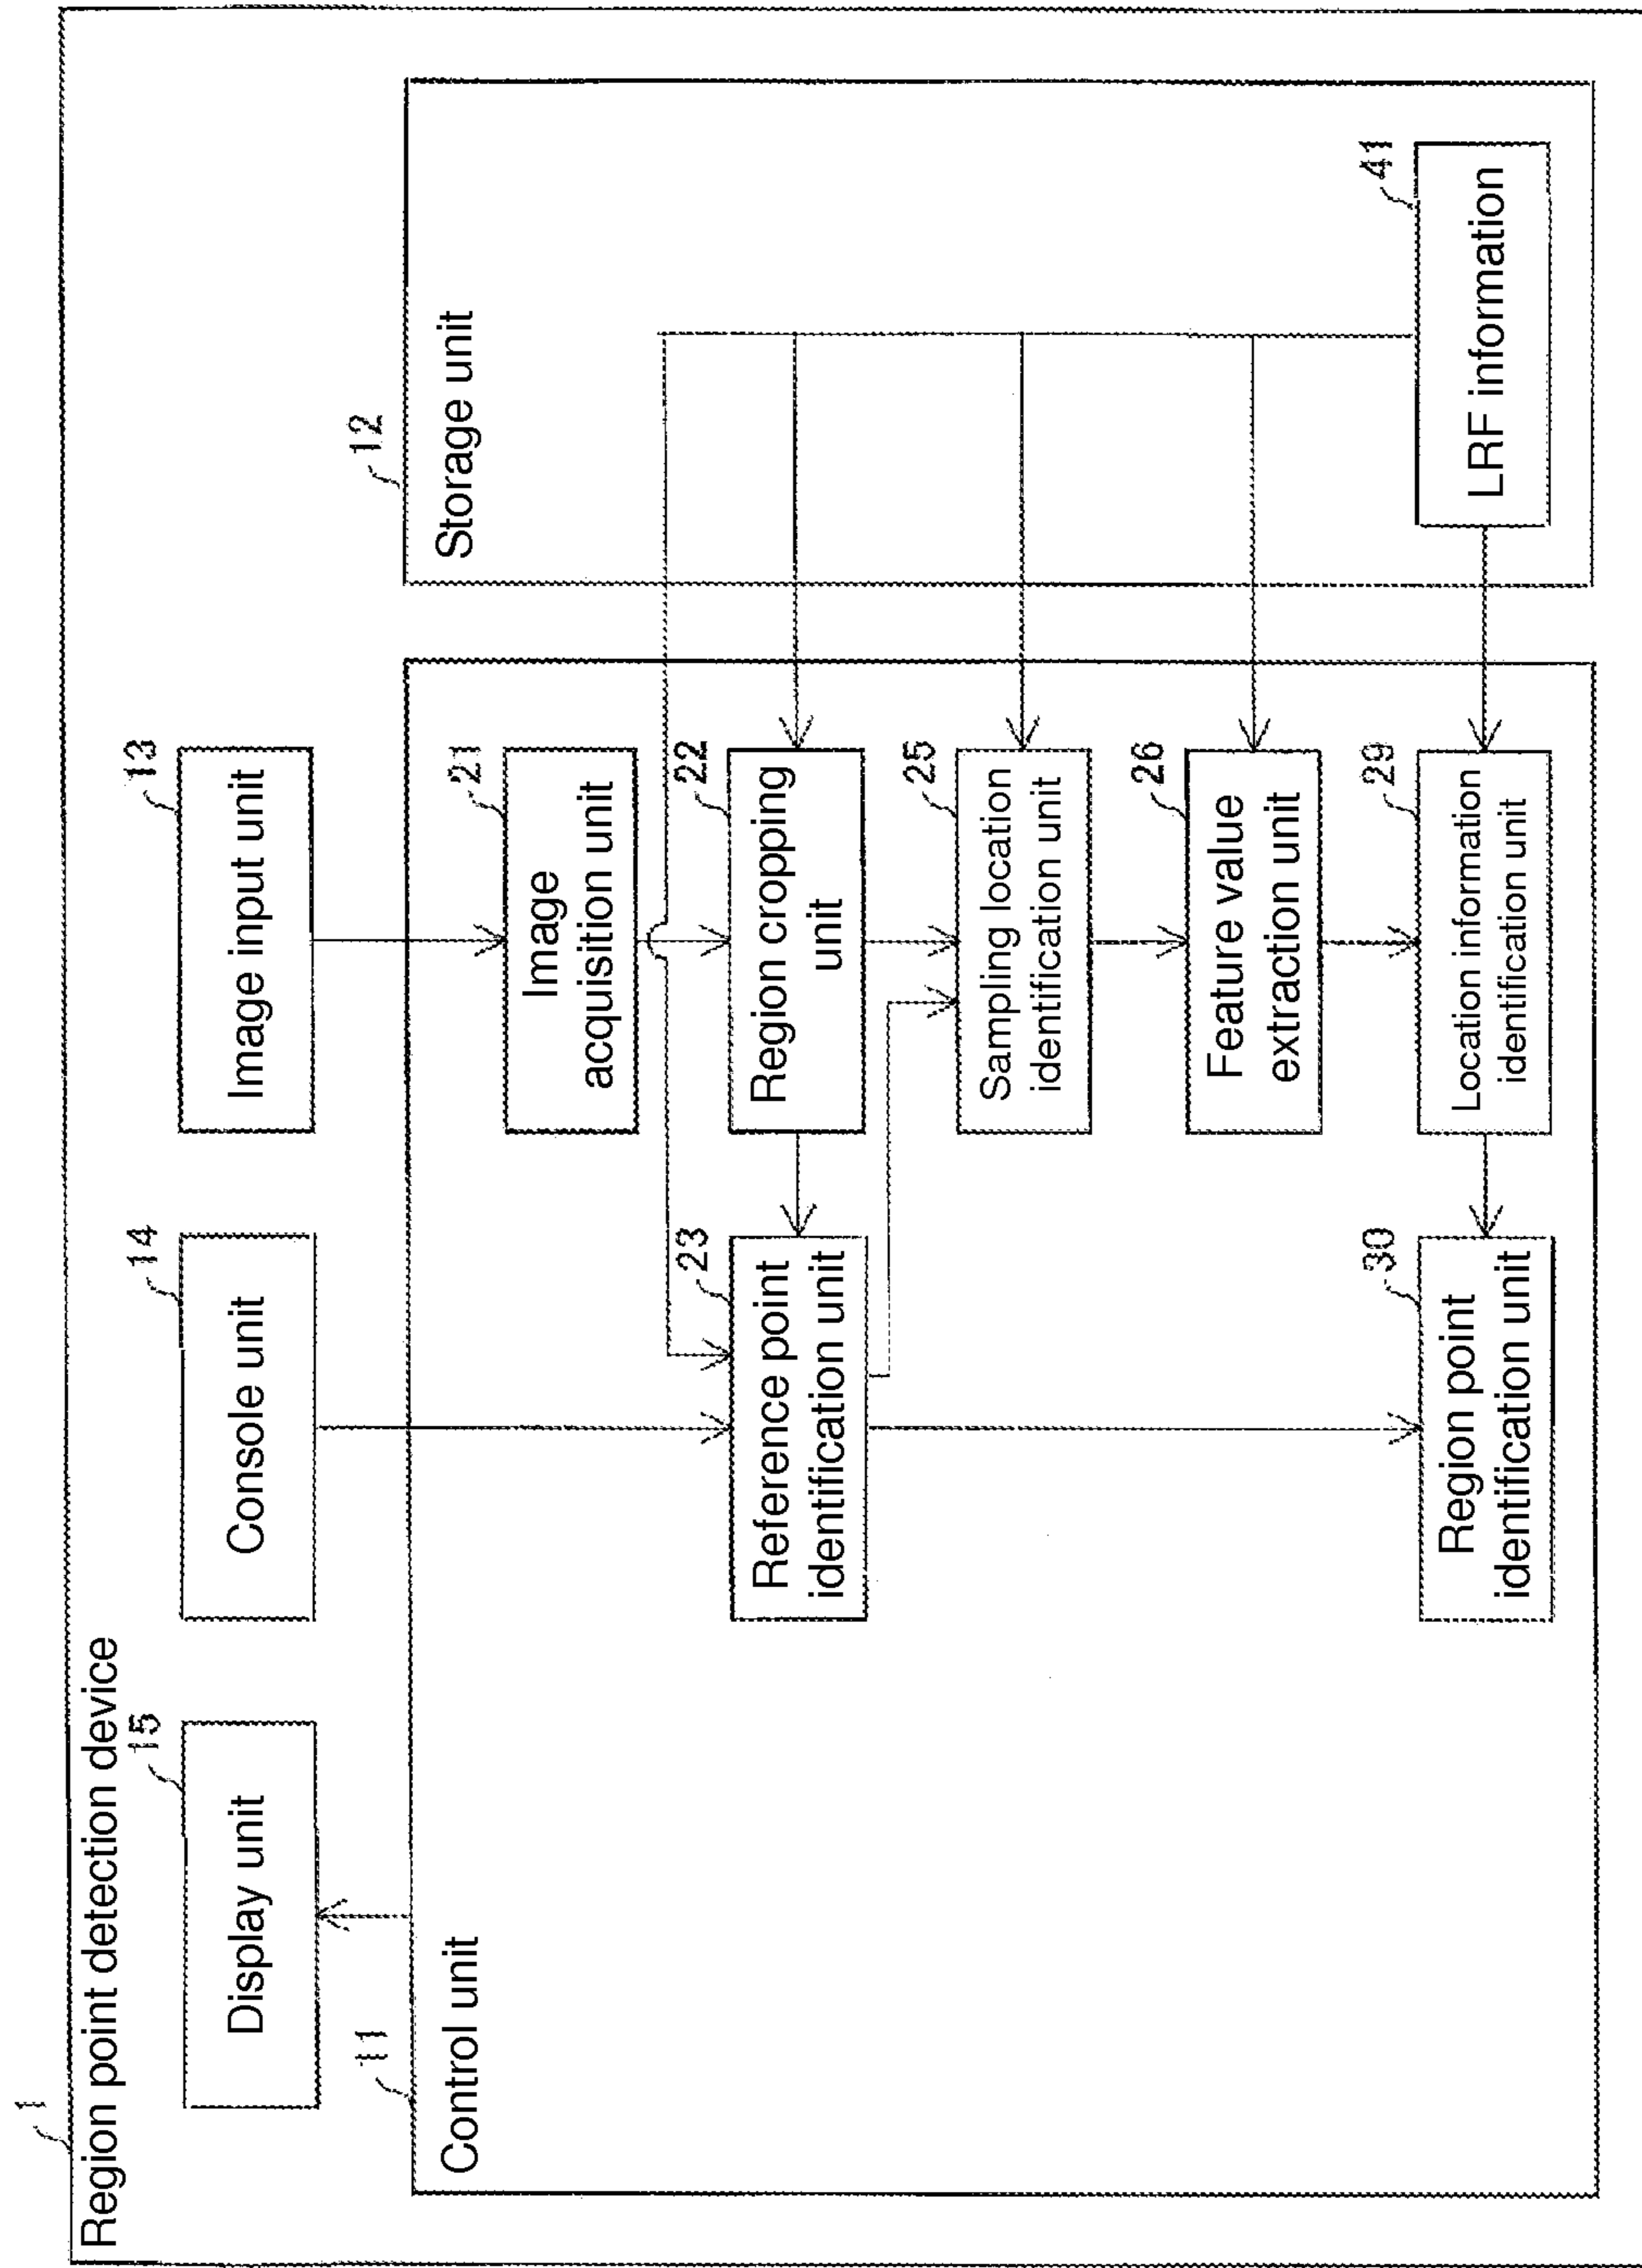 1
Region point detection device
15
Display unit
14
Console unit
13
Image input unit
11
Control unit
12
Storage unit
21
Image
acquisition unit
22
Region cropping
unit
23
Reference point
identification unit
25
Sampling location
identification unit
26
Feature value
extraction unit
29
Location information
identification unit
30
Region point
identification unit
41
LRF information